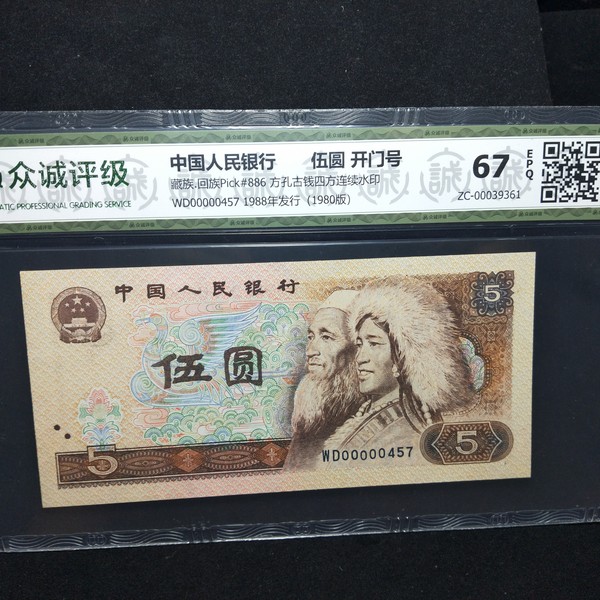 众诚评级
ATIC PROFESSIONAL GRADING SERVICE
中国人民银行 伍圆 开门号
藏族.回族Pick#886 方孔古钱四方连续水印
WD00000457 1988年发行 (1980版)
67
EPQ
ZC-00039361
中国人民银行
5
伍圆
5
5
WD00000457